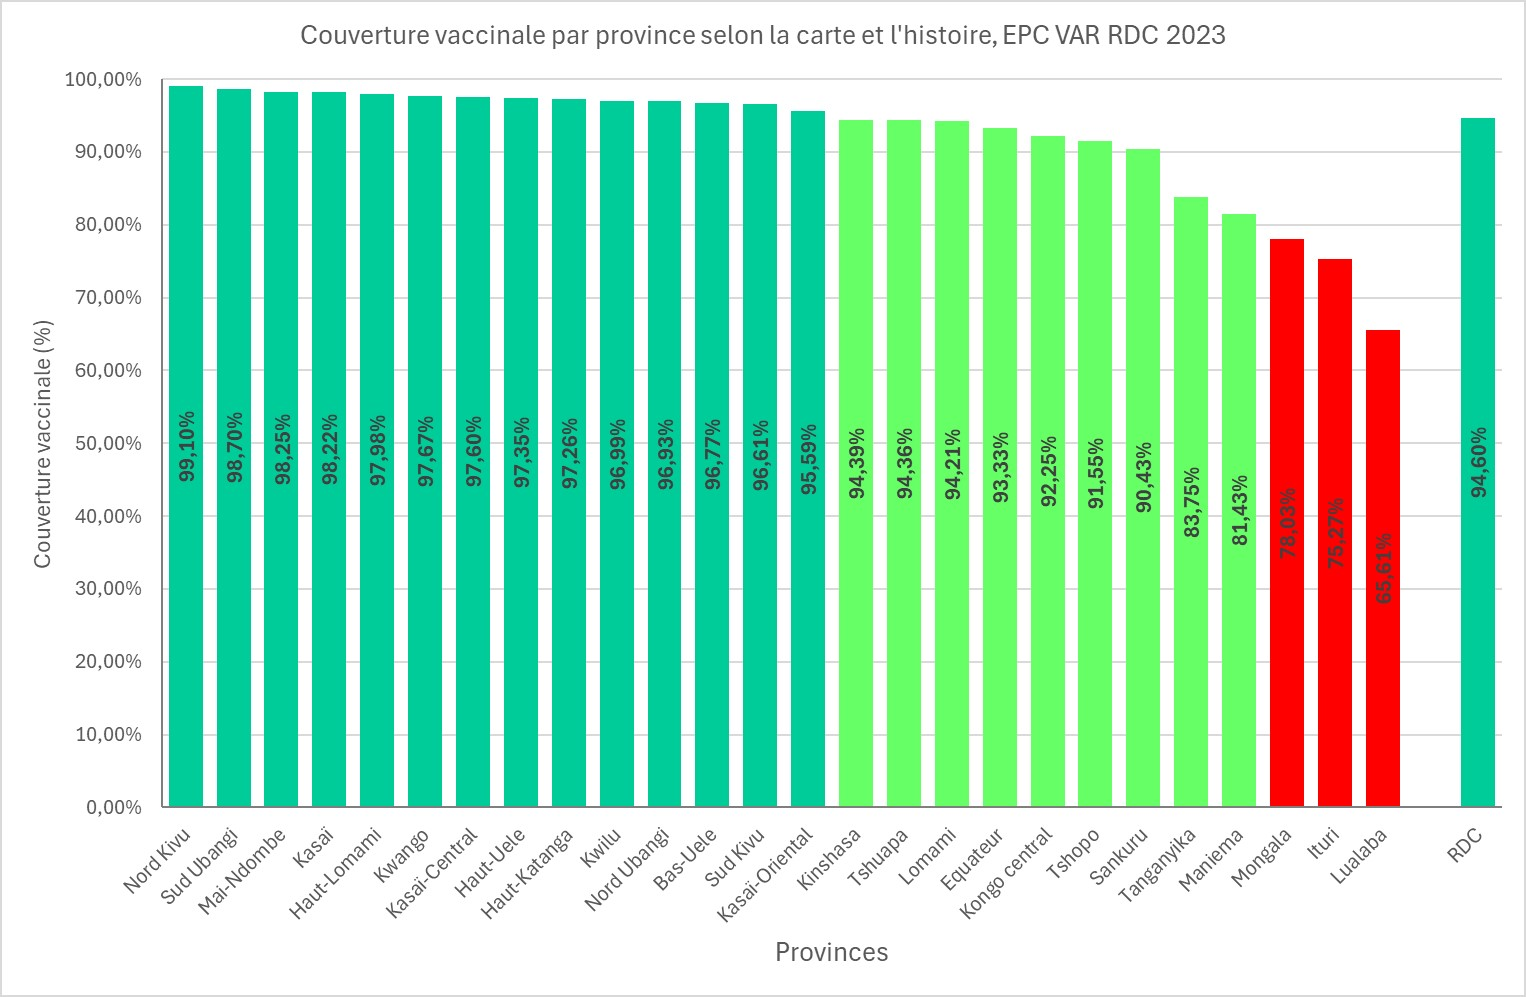 Couverture vaccinale par province selon la carte et l'histoire, EPC VAR RDC 2023
Couverture vaccinale (%)
100,00%
90,00%
80,00%
70,00%
60,00%
50,00%
40,00%
30,00%
20,00%
10,00%
0,00%
99,10%
98,70%
98,25%
98,22%
97,98%
97,67%
97,60%
97,35%
97,26%
96,99%
96,93%
96,77%
96,61%
95,59%
94,39%
94,36%
94,21%
93,33%
92,25%
91,55%
90,43%
83,75%
81,43%
78,03%
75,27%
65,61%
94,60%
Nord Kivu
Sud Ubangi
Mai-Ndombe
Kasaï
Haut-Lomami
Kwango
Kasaï-Central
Haut-Uele
Haut-Katanga
Kwilu
Nord Ubangi
Bas-Uele
Sud Kivu
Kasaï-Oriental
Kinshasa
Tshuapa
Lomami
Equateur
Kongo central
Tshopo
Sankuru
Tanganyika
Maniema
Mongala
Ituri
Lualaba
RDC
Provinces